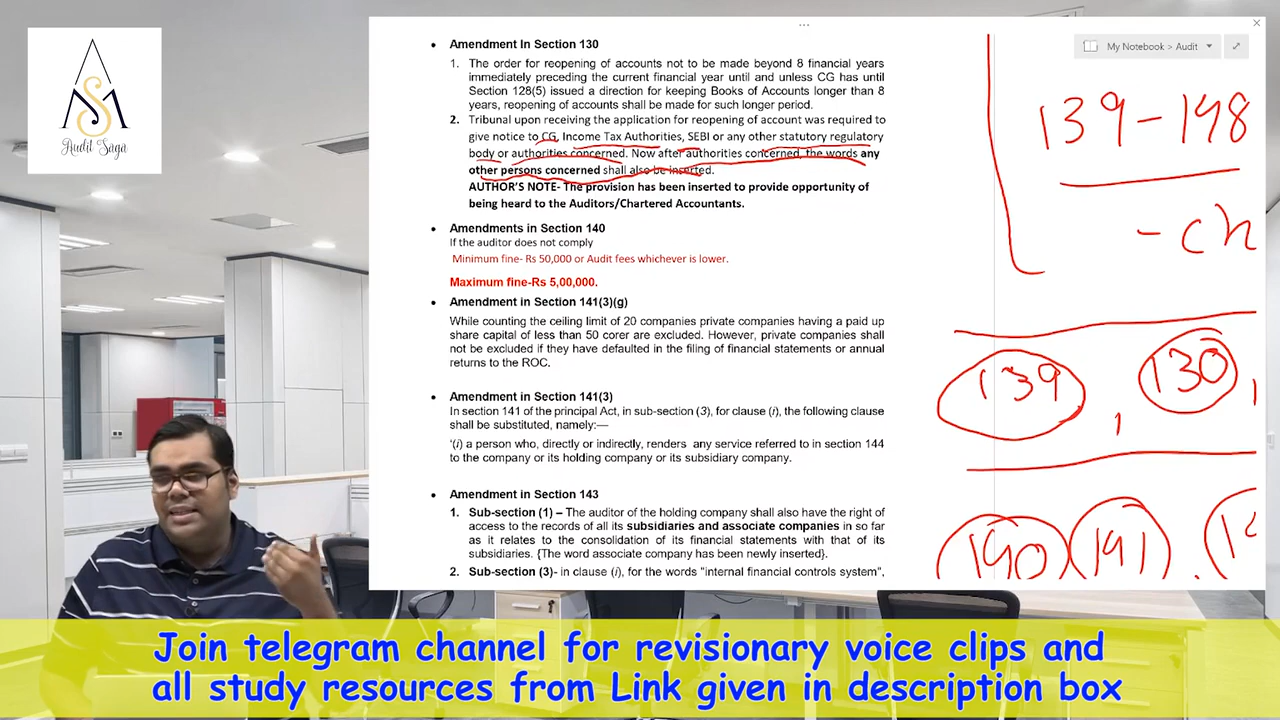 ...
My Notebook > Audit
Audit Saga
• Amendment In Section 130
1. The order for reopening of accounts not to be made beyond 8 financial years
immediately preceding the current financial year until and unless CG has until
Section 128(5) issued a direction for keeping Books of Accounts longer than 8
years, reopening of accounts shall be made for such longer period.
2. Tribunal upon receiving the application for reopening of account was required to
give notice to CG, Income Tax Authorities, SEBI or any other statutory regulatory
body or authorities concerned. Now after authorities concerned, the words any
other persons concerned shall also be inserted.
AUTHOR'S NOTE- The provision has been inserted to provide opportunity of
being heard to the Auditors/Chartered Accountants.
• Amendments in Section 140
If the auditor does not comply
Minimum fine- Rs 50,000 or Audit fees whichever is lower.
Maximum fine-Rs 5,00,000.
• Amendment in Section 141(3)(g)
While counting the ceiling limit of 20 companies private companies having a paid up
share capital of less than 50 corer are excluded. However, private companies shall
not be excluded if they have defaulted in the filing of financial statements or annual
returns to the ROC.
• Amendment in Section 141(3)
In section 141 of the principal Act, in sub-section (3), for clause (i), the following clause
shall be substituted, namely:—
'(i) a person who, directly or indirectly, renders any service referred to in section 144
to the company or its holding company or its subsidiary company.
• Amendment in Section 143
1. Sub-section (1) – The auditor of the holding company shall also have the right of
access to the records of all its subsidiaries and associate companies in so far
as it relates to the consolidation of its financial statements with that of its
subsidiaries. {The word associate company has been newly inserted}.
2. Sub-section (3)- in clause (i), for the words "internal financial controls system",
139 - 148
- ch
139 , 130 ,
140 141 ,
Join telegram channel for revisionary voice clips and
all study resources from Link given in description box